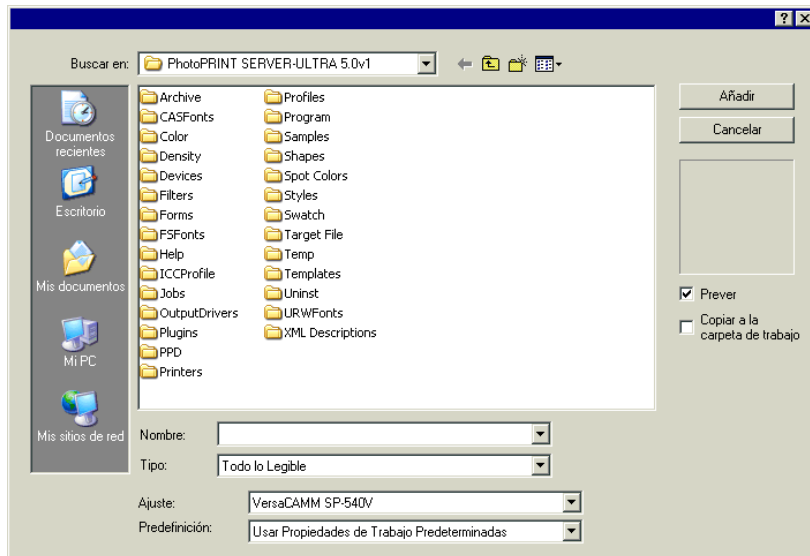 Buscar en:
PhotoPRINT SERVER-ULTRA 5.0v1
Documentos
recientes
Escritorio
Mis documentos
Mi PC
Mis sitios de red
Archive
CASFonts
Color
Density
Devices
Filters
Forms
FSFonts
Help
ICCProfile
Jobs
OutputDrivers
Plugins
PPD
Printers
Profiles
Program
Samples
Shapes
Spot Colors
Styles
Swatch
Target File
Temp
Templates
Uninst
URWFonts
XML Descriptions
Añadir
Cancelar
Prever
Copiar a la
carpeta de trabajo
Nombre:
Tipo:
Todo lo Legible
Ajuste:
VersaCAMM SP-540V
Predefinición:
Usar Propiedades de Trabajo Predeterminadas